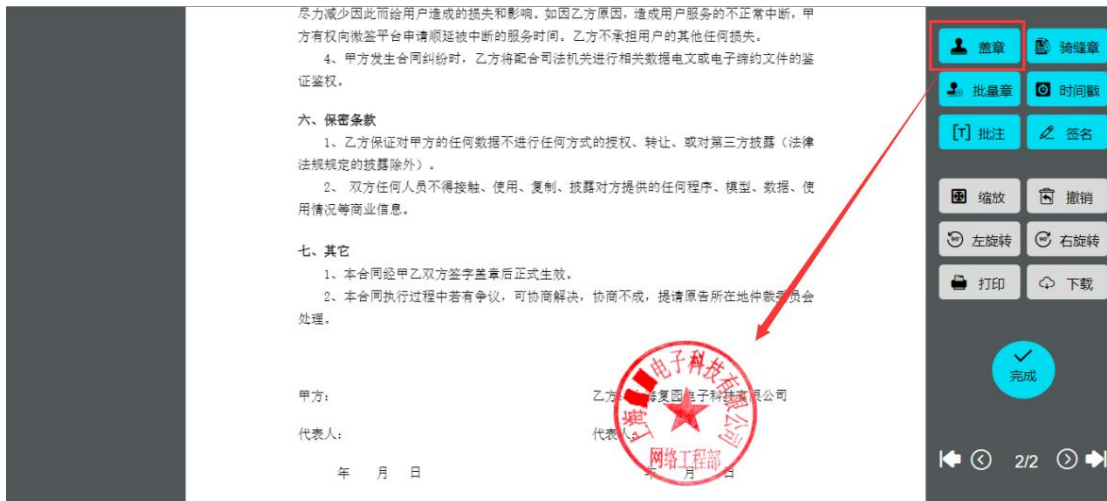 尽力减少因此而给用户造成的损失和影响。如因乙方原因，造成用户服务的不正常中断，甲
方有权向微签平台申请顺延被中断的服务时间。乙方不承担用户的其他任何损失。
4、甲方发生合同纠纷时，乙方将配合司法机关进行相关数据电文或电子缔约文件的鉴
证鉴权。
六、保密条款
1、乙方保证对甲方的任何数据不进行任何方式的授权、转让、或对第三方披露（法律
法规规定的披露除外）。
2、 双方任何人员不得接触、使用、复制、披露对方提供的任何程序、模型、数据、使
用情况等商业信息。
七、其它
1、本合同经甲乙双方签字盖章后正式生效。
2、本合同执行过程中若有争议，可协商解决，协商不成，提请原告所在地仲裁委员会
处理。
甲方：
乙方：上海复园电子科技有限公司
代表人：
代表人：
年 月 日
年 月 日
上海 电子科技有限公司
网络工程部
盖章
骑缝章
批量章
时间戳
[T] 批注
签名
缩放
撤销
90° 左旋转
90° 右旋转
打印
下载
完成
2/2